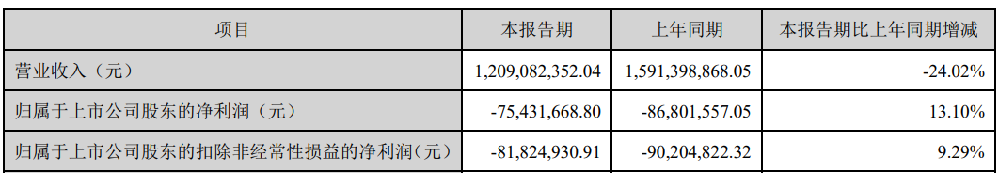 项目 本报告期 上年同期 本报告期比上年同期增减
营业收入（元） 1,209,082,352.04 1,591,398,868.05 -24.02%
归属于上市公司股东的净利润（元） -75,431,668.80 -86,801,557.05 13.10%
归属于上市公司股东的扣除非经常性损益的净利润（元） -81,824,930.91 -90,204,822.32 9.29%